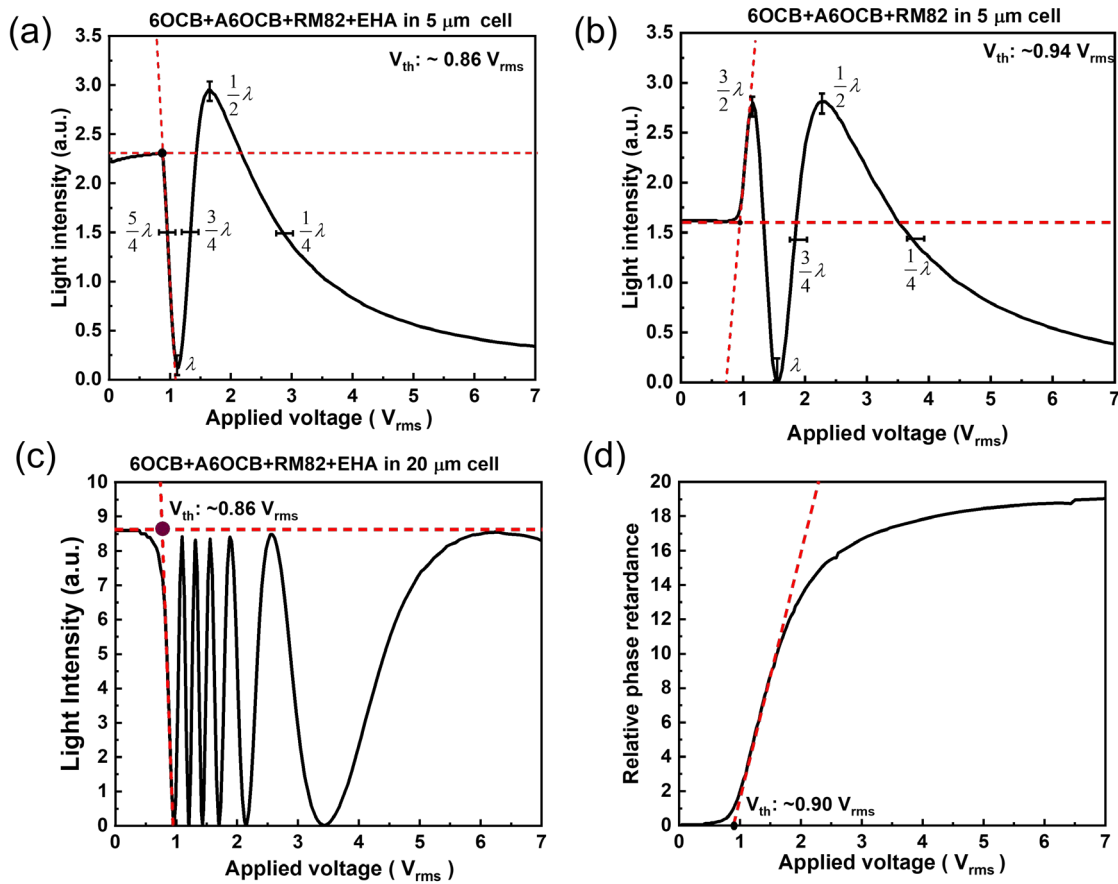 (a)
6OCB+A6OCB+RM82+EHA in 5 μm cell
V_th: ~ 0.86 V_rms
Light intensity (a.u.)
3.5
3.0
2.5
2.0
1.5
1.0
0.5
0.0
1/2 λ
5/4 λ
3/4 λ
1/4 λ
λ
0 1 2 3 4 5 6 7
Applied voltage ( V_rms )
(b)
6OCB+A6OCB+RM82 in 5 μm cell
V_th: ~0.94 V_rms
Light intensity (a.u.)
3.5
3.0
2.5
2.0
1.5
1.0
0.5
0.0
3/2 λ
1/2 λ
3/4 λ
1/4 λ
λ
0 1 2 3 4 5 6 7
Applied voltage (V_rms)
(c)
6OCB+A6OCB+RM82+EHA in 20 μm cell
V_th: ~0.86 V_rms
Light Intensity (a.u.)
10
9
8
7
6
5
4
3
2
1
0
0 1 2 3 4 5 6 7
Applied voltage ( V_rms )
(d)
Relative phase retardance
20
18
16
14
12
10
8
6
4
2
0
V_th: ~0.90 V_rms
0 1 2 3 4 5 6 7
Applied voltage ( V_rms )